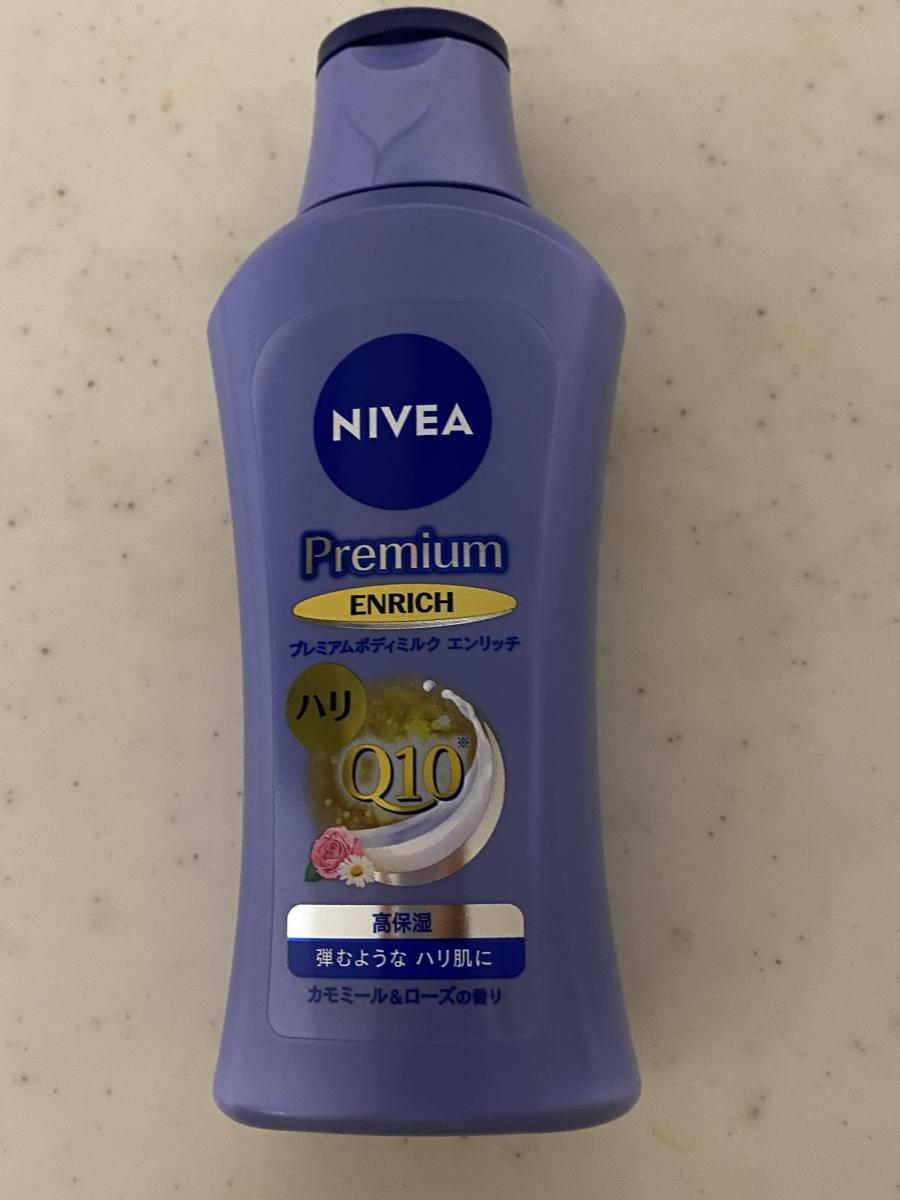 NIVEA
Premium
ENRICH
プレミアムボディミルク エンリッチ
ハリ
Q10※
高保湿
弾むような ハリ肌に
カモミール&ローズの香り